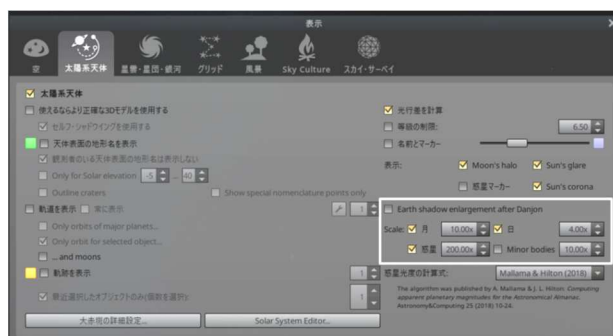 表示
空 太陽系天体 星雲・星団・銀河 グリッド 風景 Sky Culture スカイ・サーベイ
太陽系天体
使えるならより正確な3Dモデルを使用する
セルフ・シャドウイングを使用する
天体表面の地形名を表示
観測者のいる天体表面の地形名は表示しない
Only for Solar elevation -5 ... 40
Outline craters Show special nomenclature points only
軌道を表示 常に表示 1
Only orbits of major planets...
Only orbit for selected object...
...and moons
軌跡を表示 1
最近選択したオブジェクトのみ(個数を選択): 1
大赤斑の詳細設定... Solar System Editor...
光行差を計算
等級の制限: 6.50
名前とマーカー
表示: Moon's halo Sun's glare
惑星マーカー Sun's corona
Earth shadow enlargement after Danjon
Scale: 月 10.00x 日 4.00x
惑星 200.00x Minor bodies 10.00x
惑星光度の計算式: Mallama & Hilton (2018)
The algorithm was published by A. Mallama & J. L. Hilton: Computing
apparent planetary magnitudes for the Astronomical Almanac.
Astronomy&Computing 25 (2018) 10-24.